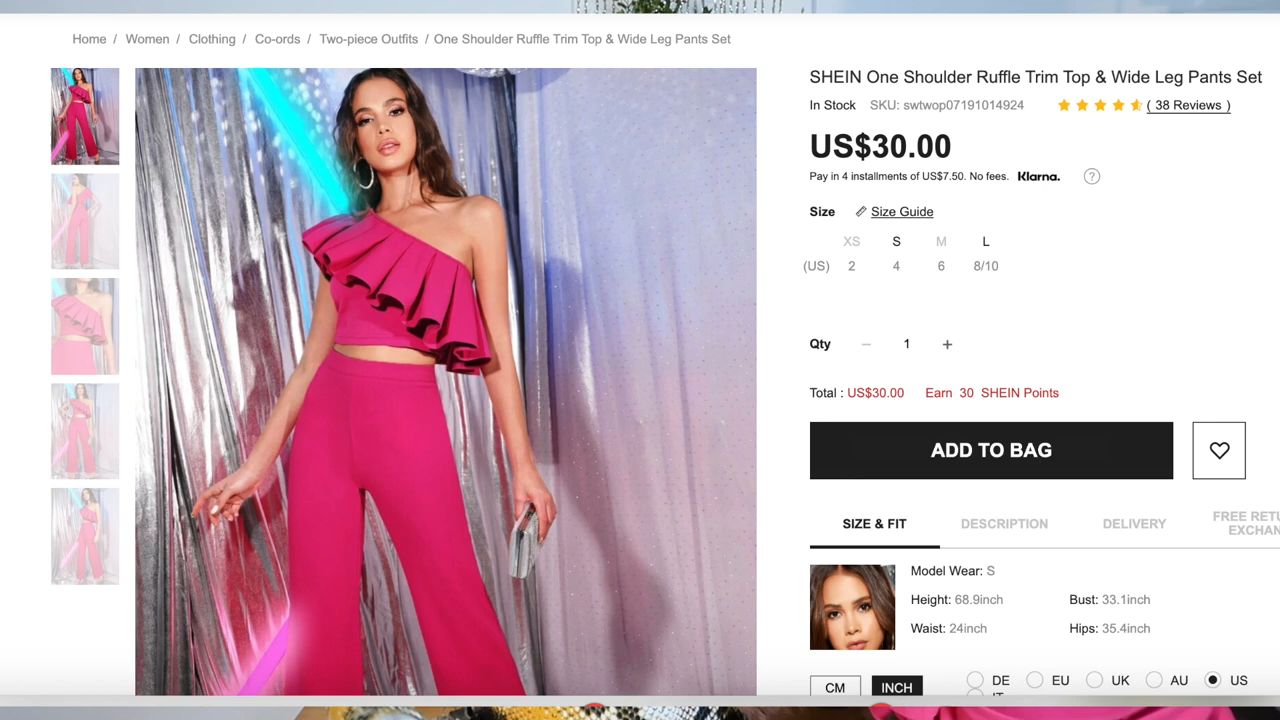 Home / Women / Clothing / Co-ords / Two-piece Outfits / One Shoulder Ruffle Trim Top & Wide Leg Pants Set
SHEIN One Shoulder Ruffle Trim Top & Wide Leg Pants Set
In Stock SKU: swtwop07191014924 ( 38 Reviews )
US$30.00
Pay in 4 installments of US$7.50. No fees. Klarna. ?
Size Size Guide
XS S M L
(US) 2 4 6 8/10
Qty − 1 +
Total : US$30.00 Earn 30 SHEIN Points
ADD TO BAG
SIZE & FIT DESCRIPTION DELIVERY FREE RETU
EXCHAN
Model Wear: S
Height: 68.9inch Bust: 33.1inch
Waist: 24inch Hips: 35.4inch
CM INCH DE EU UK AU US